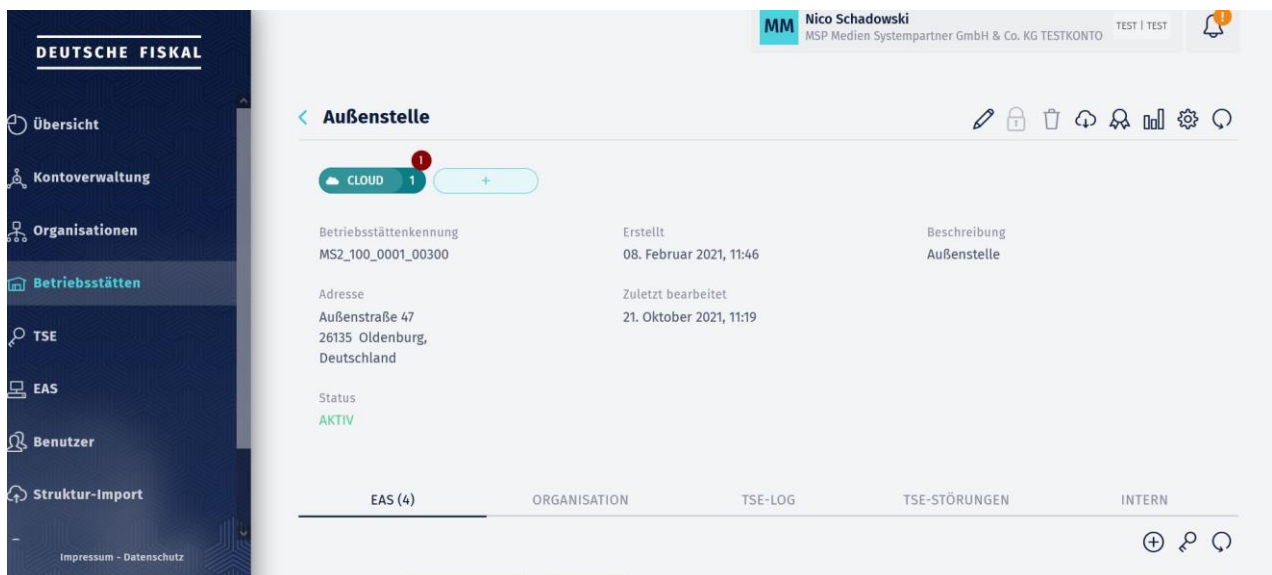 DEUTSCHE FISKAL
Übersicht
Kontoverwaltung
Organisationen
Betriebsstätten
TSE
EAS
Benutzer
Struktur-Import
Impressum - Datenschutz
MM
Nico Schadowski
MSP Medien Systempartner GmbH & Co. KG TESTKONTO
TEST | TEST
!
< Außenstelle
CLOUD 1
1
+
Betriebsstättenkennung
MS2_100_0001_00300
Erstellt
08. Februar 2021, 11:46
Beschreibung
Außenstelle
Adresse
Außenstraße 47
26135 Oldenburg,
Deutschland
Zuletzt bearbeitet
21. Oktober 2021, 11:19
Status
AKTIV
EAS (4) ORGANISATION TSE-LOG TSE-STÖRUNGEN INTERN